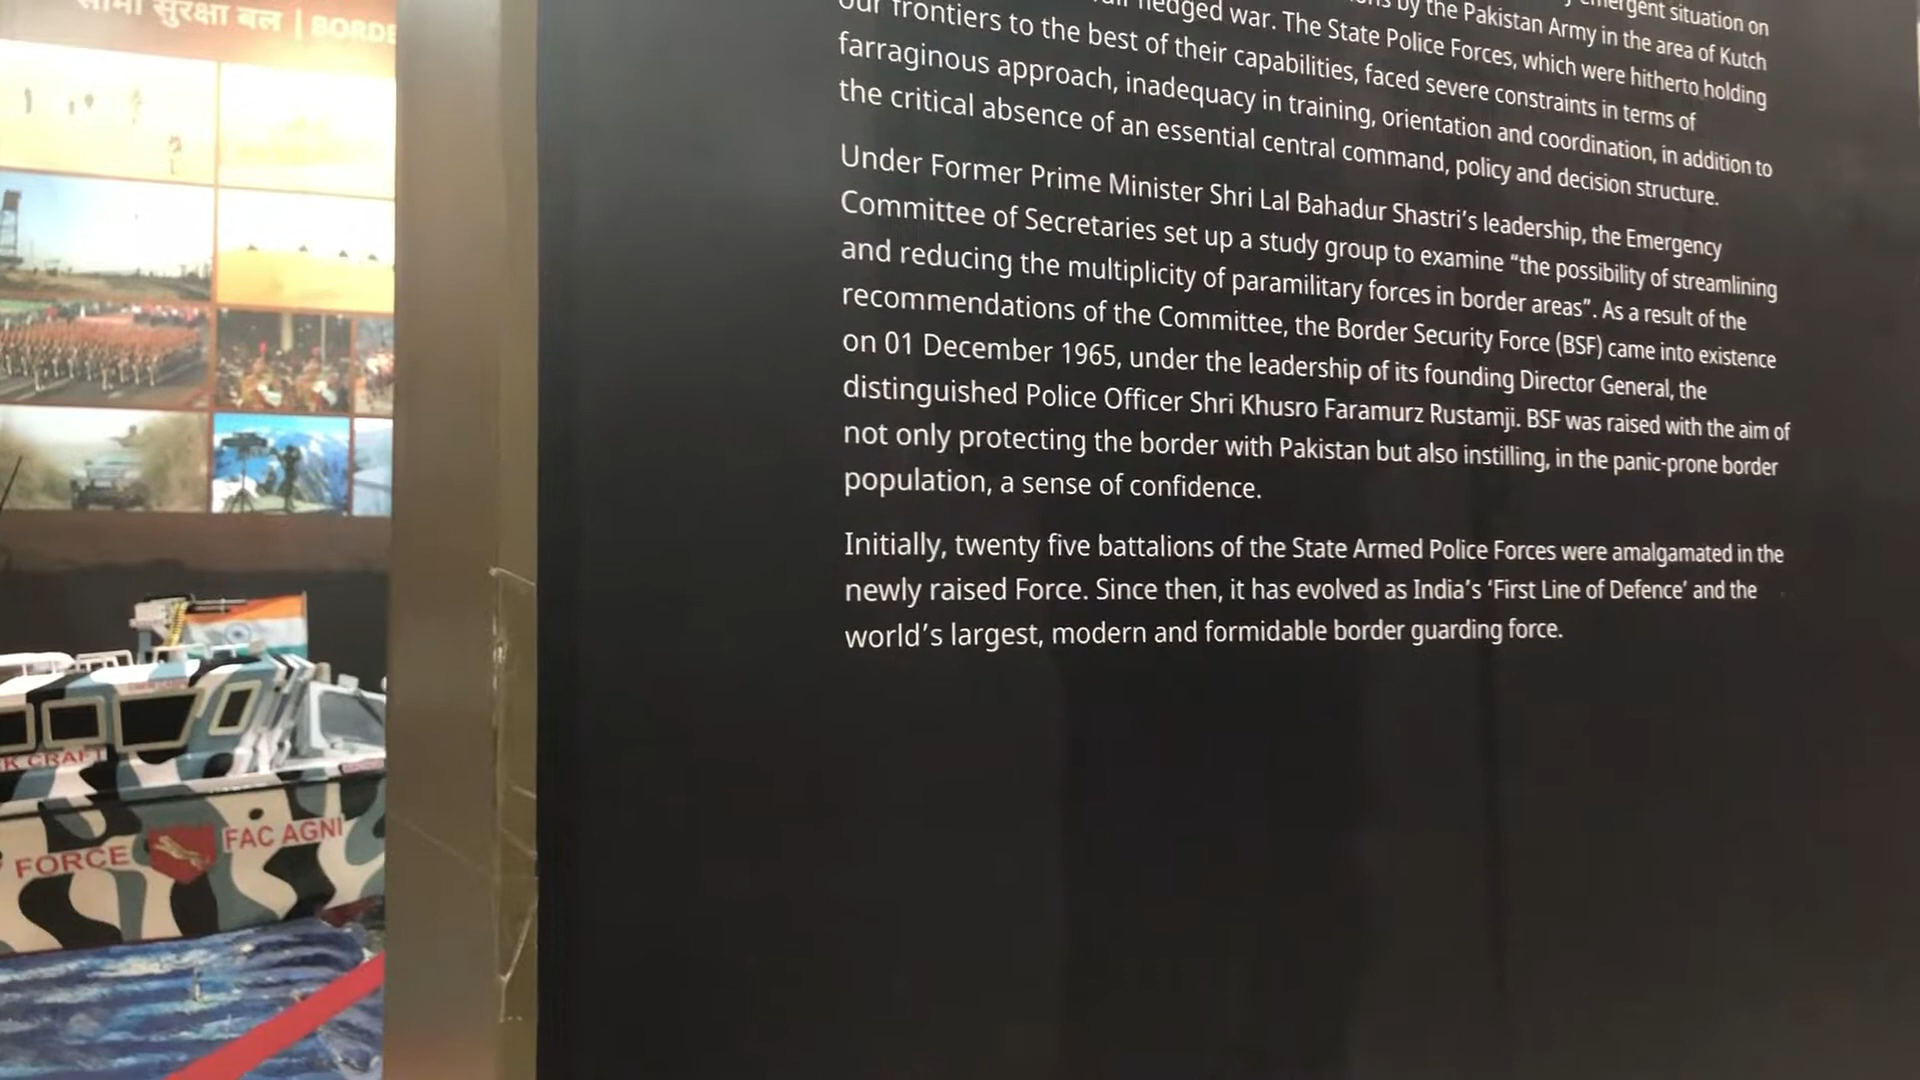 सीमा सुरक्षा बल | BORDE
emergent situation on
by the Pakistan Army in the area of Kutch
fledged war. The State Police Forces, which were hitherto holding
our frontiers to the best of their capabilities, faced severe constraints in terms of
farraginous approach, inadequacy in training, orientation and coordination, in addition to
the critical absence of an essential central command, policy and decision structure.
Under Former Prime Minister Shri Lal Bahadur Shastri's leadership, the Emergency
Committee of Secretaries set up a study group to examine “the possibility of streamlining
and reducing the multiplicity of paramilitary forces in border areas”. As a result of the
recommendations of the Committee, the Border Security Force (BSF) came into existence
on 01 December 1965, under the leadership of its founding Director General, the
distinguished Police Officer Shri Khusro Faramurz Rustamji. BSF was raised with the aim of
not only protecting the border with Pakistan but also instilling, in the panic-prone border
population, a sense of confidence.
Initially, twenty five battalions of the State Armed Police Forces were amalgamated in the
newly raised Force. Since then, it has evolved as India's ‘First Line of Defence’ and the
world's largest, modern and formidable border guarding force.
K CRAFT
FORCE FAC AGNI